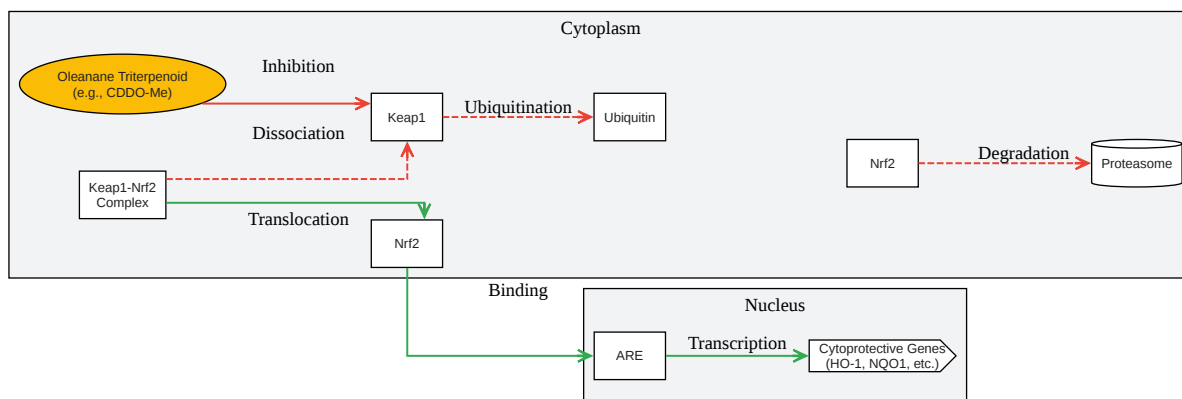 Cytoplasm
Oleanane Triterpenoid
(e.g., CDDO-Me)
Inhibition
Keap1
Ubiquitination
Ubiquitin
Dissociation
Nrf2
Degradation
Proteasome
Keap1-Nrf2
Complex
Translocation
Nrf2
Binding
Nucleus
ARE
Transcription
Cytoprotective Genes
(HO-1, NQO1, etc.)